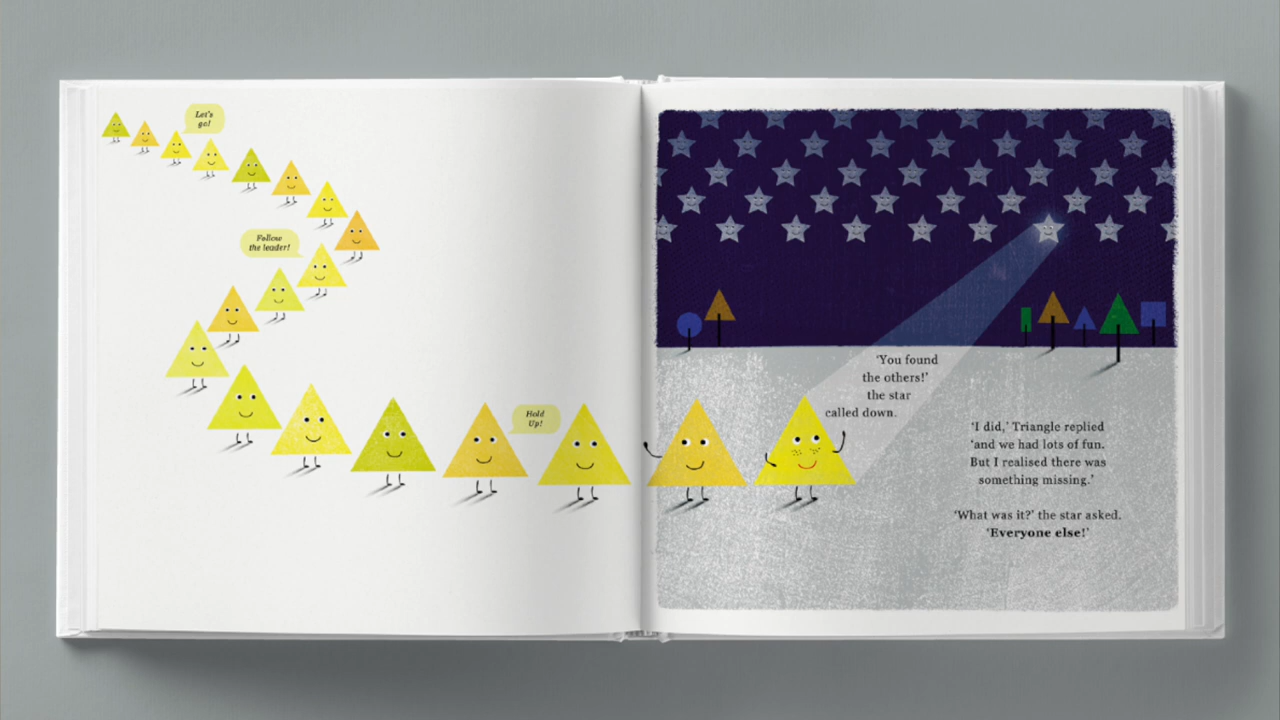 Let's
go!
Follow
the leader!
Hold
Up!
‘You found
the others!’
the star
called down.
‘I did,’ Triangle replied
‘and we had lots of fun.
But I realised there was
something missing.’
‘What was it?’ the star asked.
‘Everyone else!’